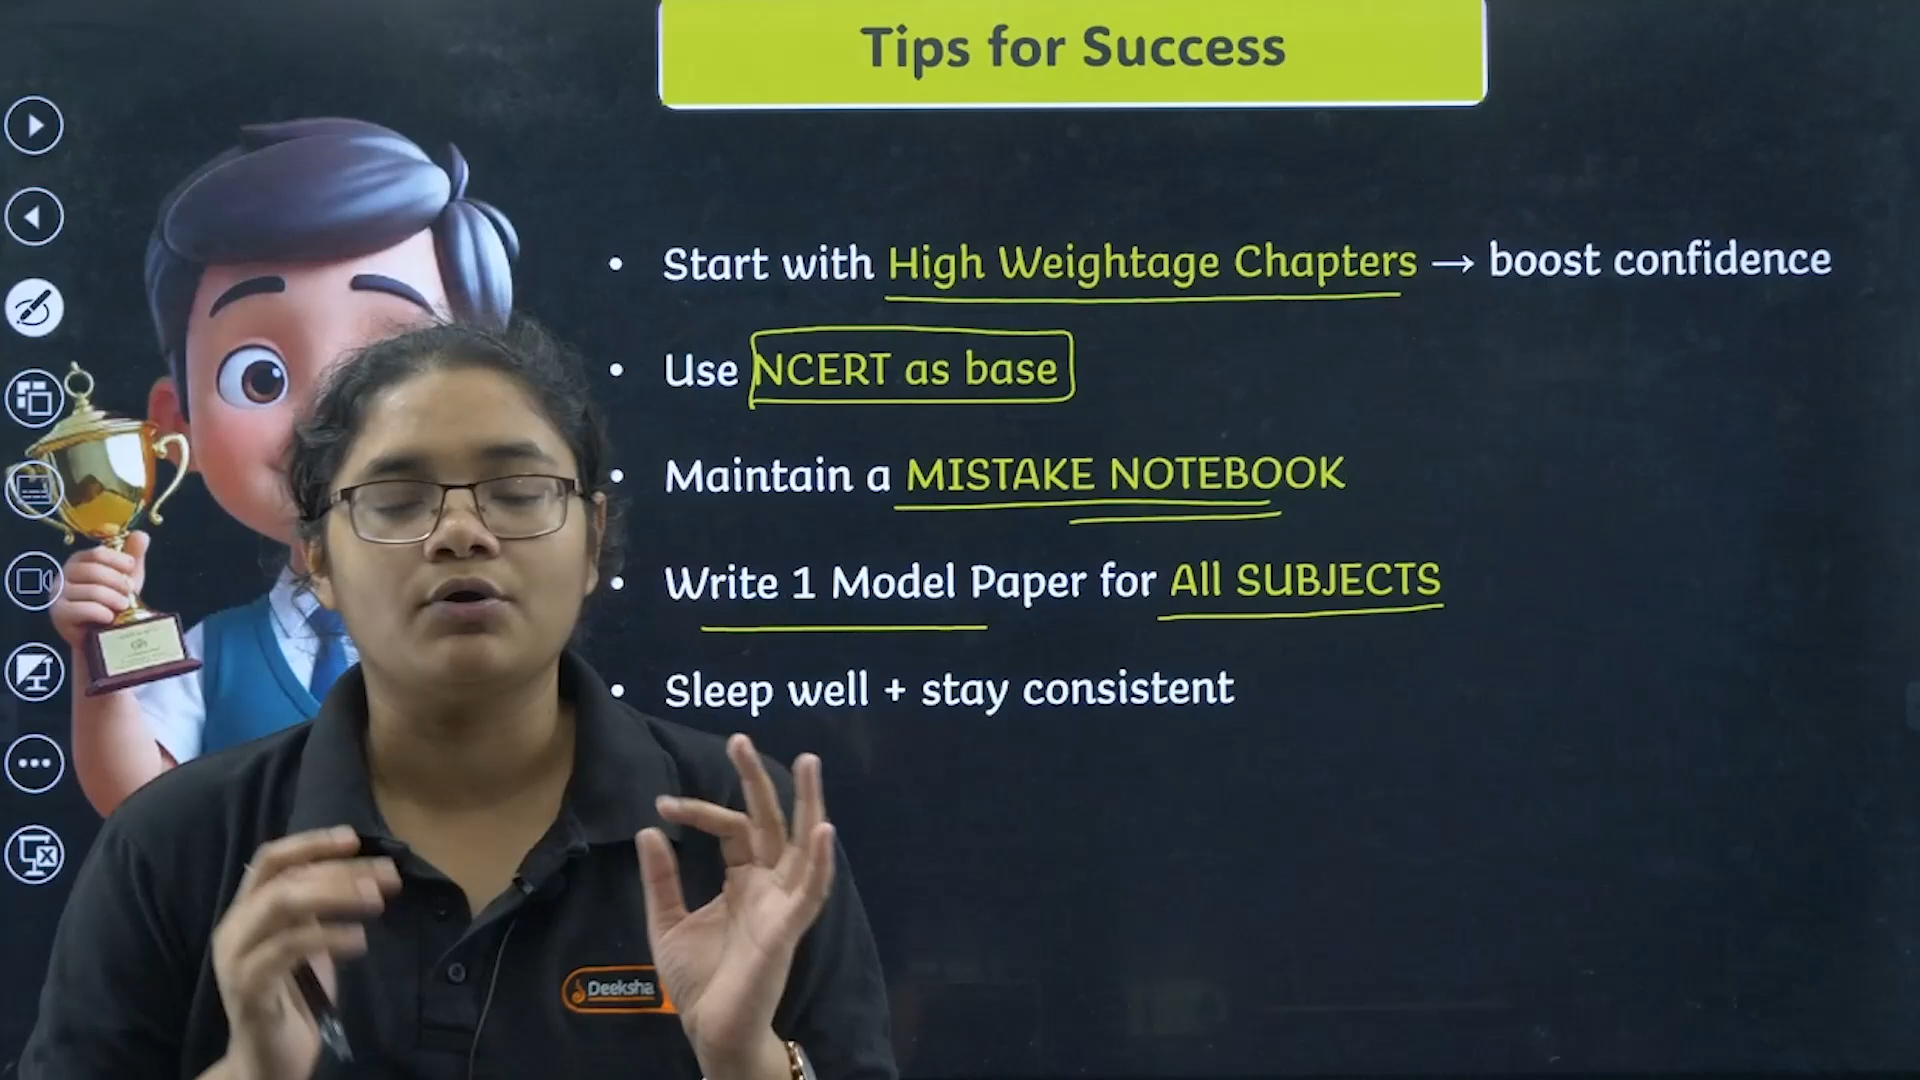 Tips for Success
• Start with High Weightage Chapters → boost confidence
• Use NCERT as base
• Maintain a MISTAKE NOTEBOOK
• Write 1 Model Paper for All SUBJECTS
• Sleep well + stay consistent
Deeksha